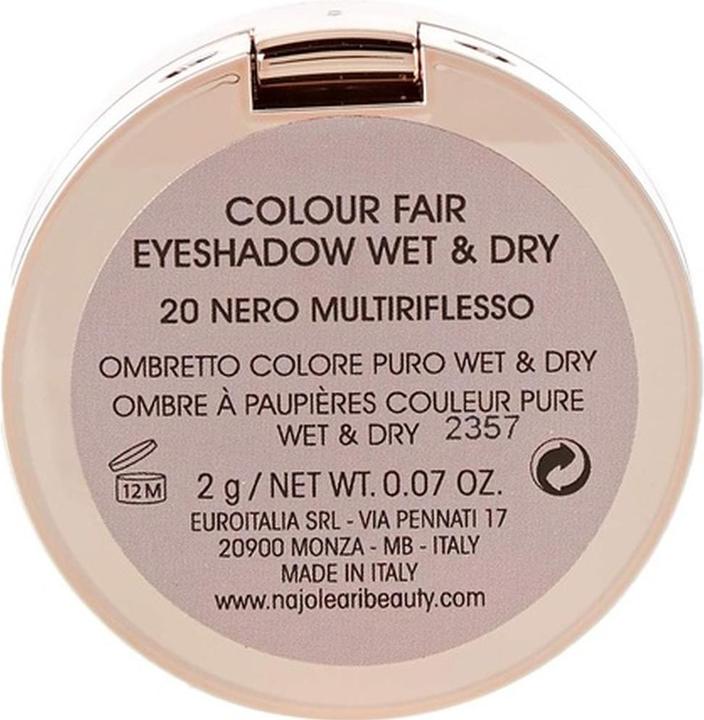 COLOUR FAIR
EYESHADOW WET & DRY
20 NERO MULTIRIFLESSO
OMBRETTO COLORE PURO WET & DRY
OMBRE À PAUPIÈRES COULEUR PURE
WET & DRY 2357
12M 2 g / NET WT. 0.07 OZ.
EUROITALIA SRL - VIA PENNATI 17
20900 MONZA - MB - ITALY
MADE IN ITALY
www.najolearibeauty.com